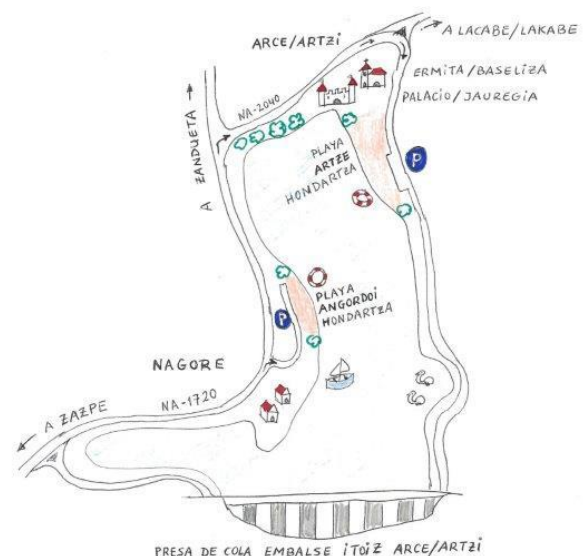 A LACABE/LAKABE
ARCE/ARTZI
ERMITA/BASELIZA
PALACIO/JAUREGIA
NA-2040
A ZANDUETA
PLAYA
ARTZE
HONDARTZA
P
PLAYA
ANGORDOI
HONDARTZA
P
NAGORE
NA-1720
A ZAZPE
PRESA DE COLA EMBALSE iTOiZ ARCE/ARTZI